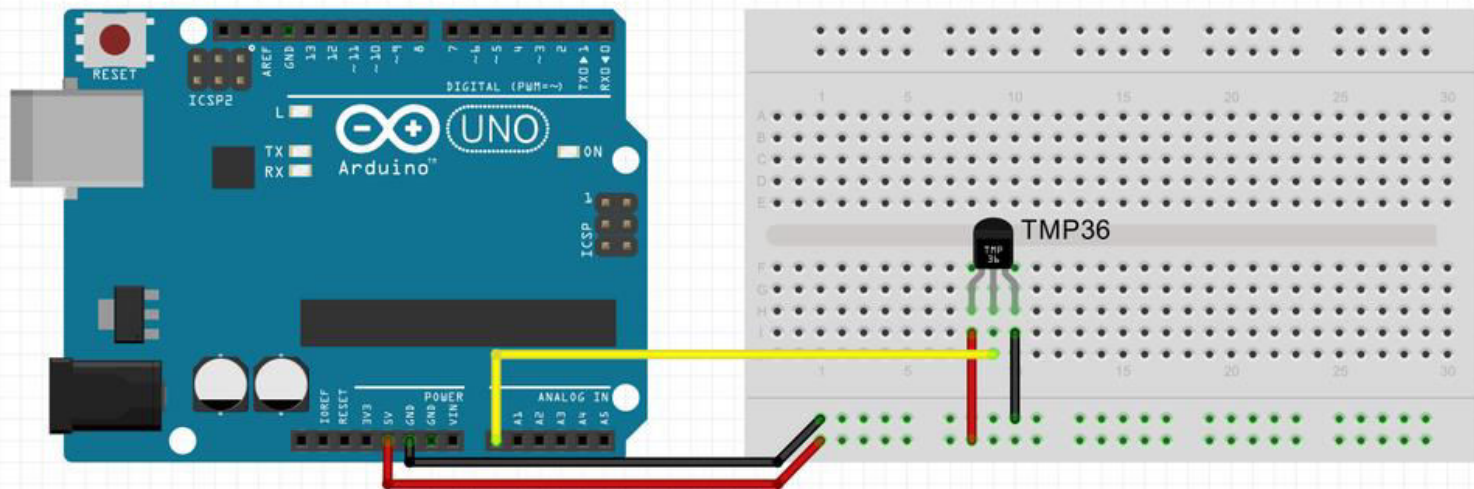 RESET
ICSP2
AREF
GND
13
12
~11
~10
~9
8
7
~6
~5
4
~3
2
TX0▶1
RX0◀0
DIGITAL (PWM=~)
L
TX
RX
Arduino™
UNO
ON
1
ICSP
IOREF
RESET
3V3
5V
GND
GND
VIN
POWER
ANALOG IN
A1
A2
A3
A4
A5
1 5 10 15 20 25 30
A
B
C
D
E
TMP36
TMP
36
F
G
H
I
1 5 15 20 25 30